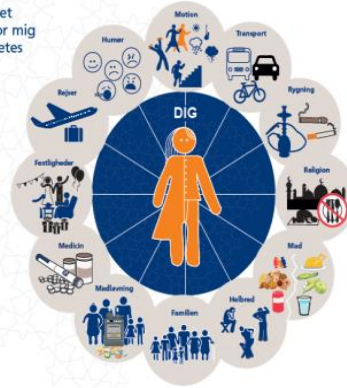 et
or mig
etes
Motion
Transport
Rygning
Religion
Mad
Helbred
Familien
Madlavning
Medicin
Festligheder
Rejser
Humør
DIG